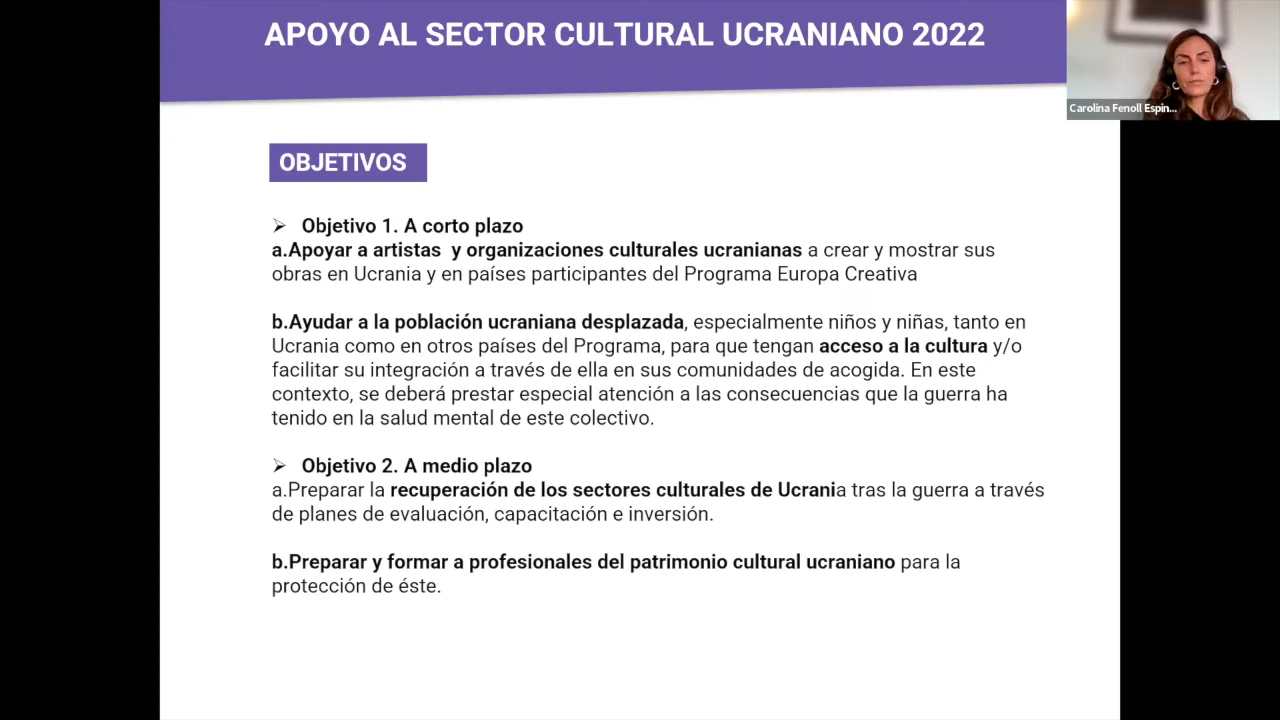 APOYO AL SECTOR CULTURAL UCRANIANO 2022
Carolina Fenoll Espin...
OBJETIVOS
➢ Objetivo 1. A corto plazo
a.Apoyar a artistas y organizaciones culturales ucranianas a crear y mostrar sus
obras en Ucrania y en países participantes del Programa Europa Creativa
b.Ayudar a la población ucraniana desplazada, especialmente niños y niñas, tanto en
Ucrania como en otros países del Programa, para que tengan acceso a la cultura y/o
facilitar su integración a través de ella en sus comunidades de acogida. En este
contexto, se deberá prestar especial atención a las consecuencias que la guerra ha
tenido en la salud mental de este colectivo.
➢ Objetivo 2. A medio plazo
a.Preparar la recuperación de los sectores culturales de Ucrania tras la guerra a través
de planes de evaluación, capacitación e inversión.
b.Preparar y formar a profesionales del patrimonio cultural ucraniano para la
protección de éste.